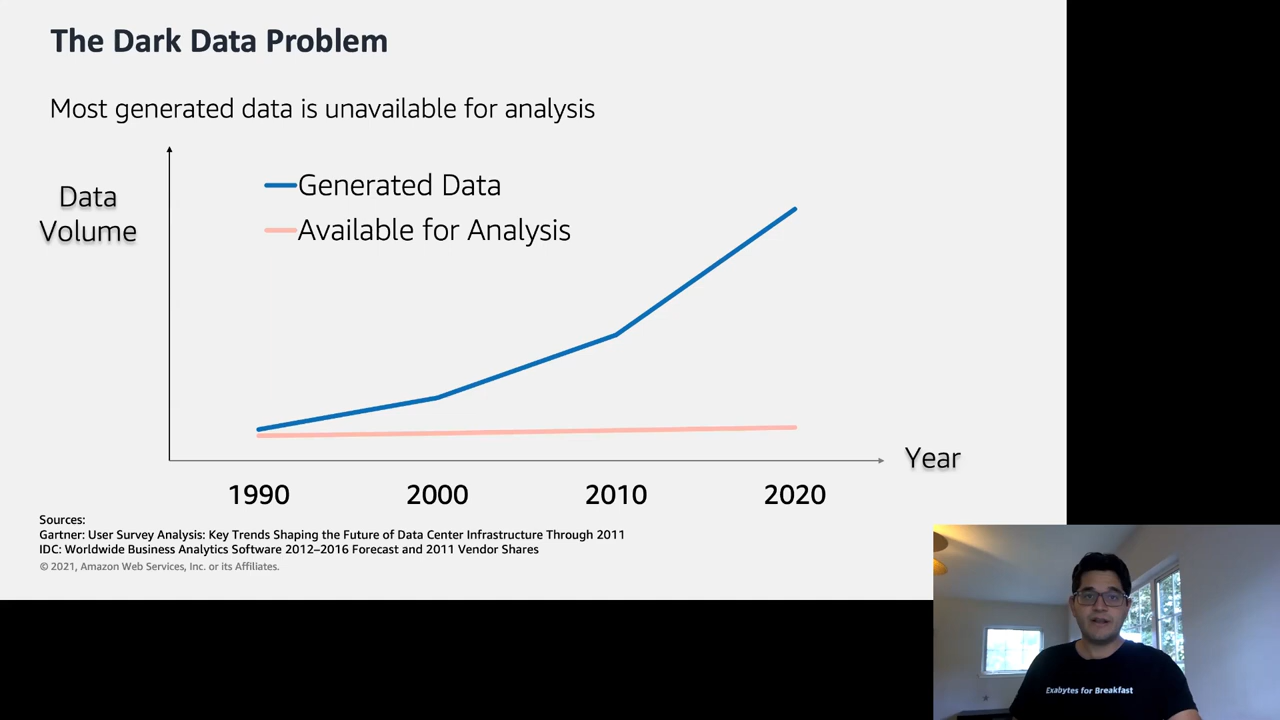 The Dark Data Problem
Most generated data is unavailable for analysis
Data
Volume
Generated Data
Available for Analysis
Year
1990 2000 2010 2020
Sources:
Gartner: User Survey Analysis: Key Trends Shaping the Future of Data Center Infrastructure Through 2011
IDC: Worldwide Business Analytics Software 2012–2016 Forecast and 2011 Vendor Shares
© 2021, Amazon Web Services, Inc. or its Affiliates.
Exabytes for Breakfast